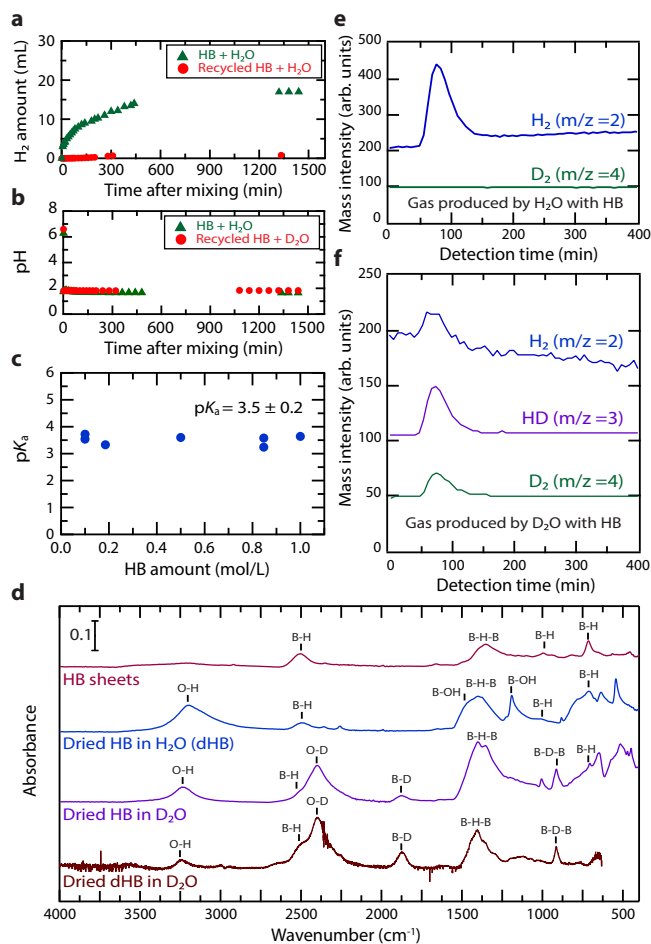 a
30
20
10
0
H₂ amount (mL)
HB + H₂O
Recycled HB + H₂O
0 300 600 900 1200 1500
Time after mixing (min)
b
8
6
4
2
0
pH
HB + H₂O
Recycled HB + D₂O
0 300 600 900 1200 1500
Time after mixing (min)
c
6
5
4
3
2
1
0
pKₐ
pKₐ = 3.5 ± 0.2
0.0 0.2 0.4 0.6 0.8 1.0
HB amount (mol/L)
e
500
400
300
200
100
0
Mass intensity (arb. units)
H₂ (m/z =2)
D₂ (m/z =4)
Gas produced by H₂O with HB
0 100 200 300 400
Detection time (min)
f
250
200
150
100
50
0
Mass intensity (arb. units)
H₂ (m/z =2)
HD (m/z =3)
D₂ (m/z =4)
Gas produced by D₂O with HB
0 100 200 300 400
Detection time (min)
d
0.1
Absorbance
B-H B-H-B B-H B-H
HB sheets
O-H B-H B-OH B-H-B B-OH B-H B-H
Dried HB in H₂O (dHB)
O-H B-H O-D B-D B-H-B B-D-B B-H
Dried HB in D₂O
O-H B-H O-D B-D B-H-B B-D-B
Dried dHB in D₂O
4000 3500 3000 2500 2000 1500 1000 500
Wavenumber (cm⁻¹)